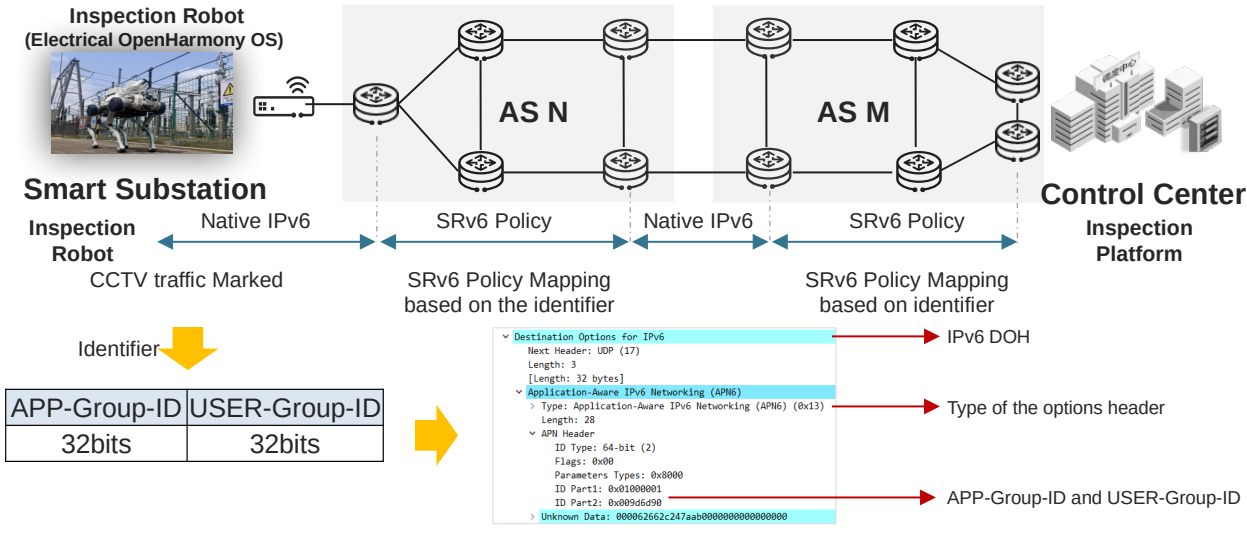 Inspection Robot
(Electrical OpenHarmony OS)
AS N
AS M
调度中心
Smart Substation
Control Center
Inspection
Robot
Native IPv6
SRv6 Policy
Native IPv6
SRv6 Policy
Inspection
Platform
CCTV traffic Marked
SRv6 Policy Mapping
based on the identifier
SRv6 Policy Mapping
based on identifier
Identifier
APP-Group-ID
USER-Group-ID
32bits
32bits
Destination Options for IPv6
Next Header: UDP (17)
Length: 3
[Length: 32 bytes]
Application-Aware IPv6 Networking (APN6)
Type: Application-Aware IPv6 Networking (APN6) (0x13)
Length: 28
APN Header
ID Type: 64-bit (2)
Flags: 0x00
Parameters Types: 0x8000
ID Part1: 0x01000001
ID Part2: 0x009d6d90
Unknown Data: 000062662c247aab0000000000000000
IPv6 DOH
Type of the options header
APP-Group-ID and USER-Group-ID